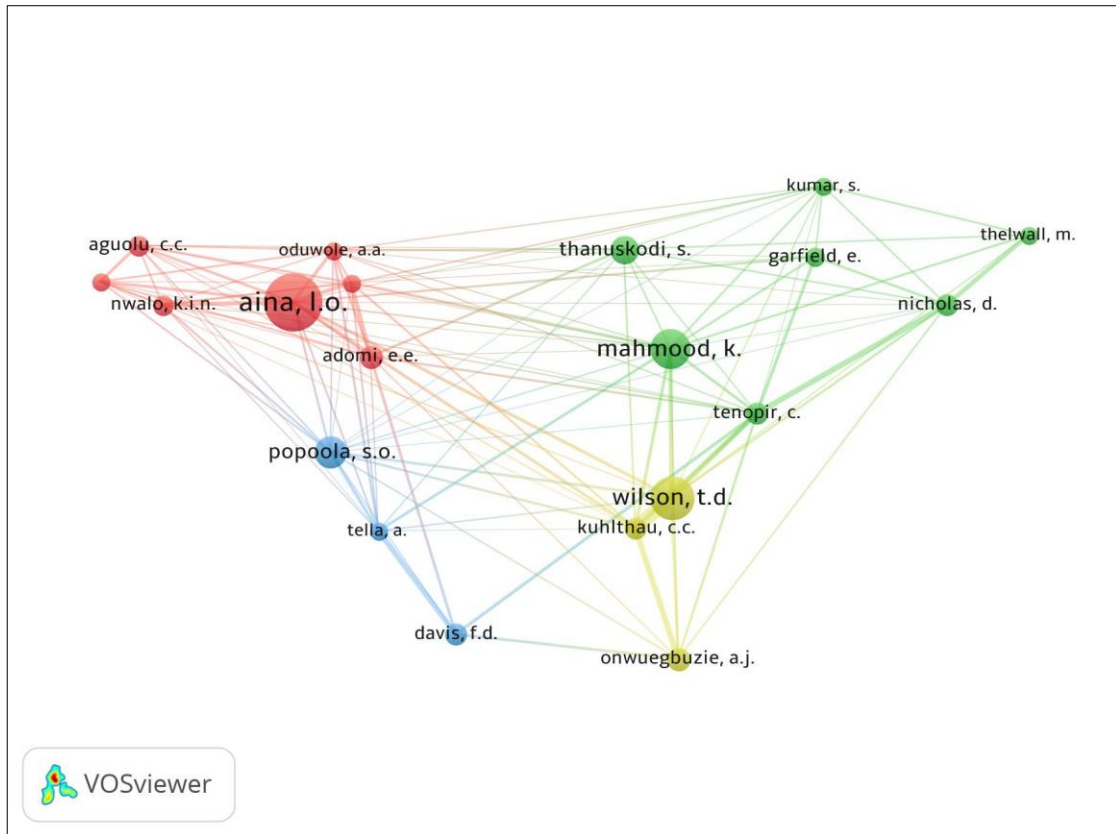 kumar, s.
thelwall, m.
aguolu, c.c.
oduwole, a.a.
thanuskodi, s.
garfield, e.
nwalo, k.i.n.
aina, l.o.
nicholas, d.
adomi, e.e.
mahmood, k.
tenopir, c.
popoola, s.o.
wilson, t.d.
tella, a.
kuhlthau, c.c.
davis, f.d.
onwuegbuzie, a.j.
VOSviewer